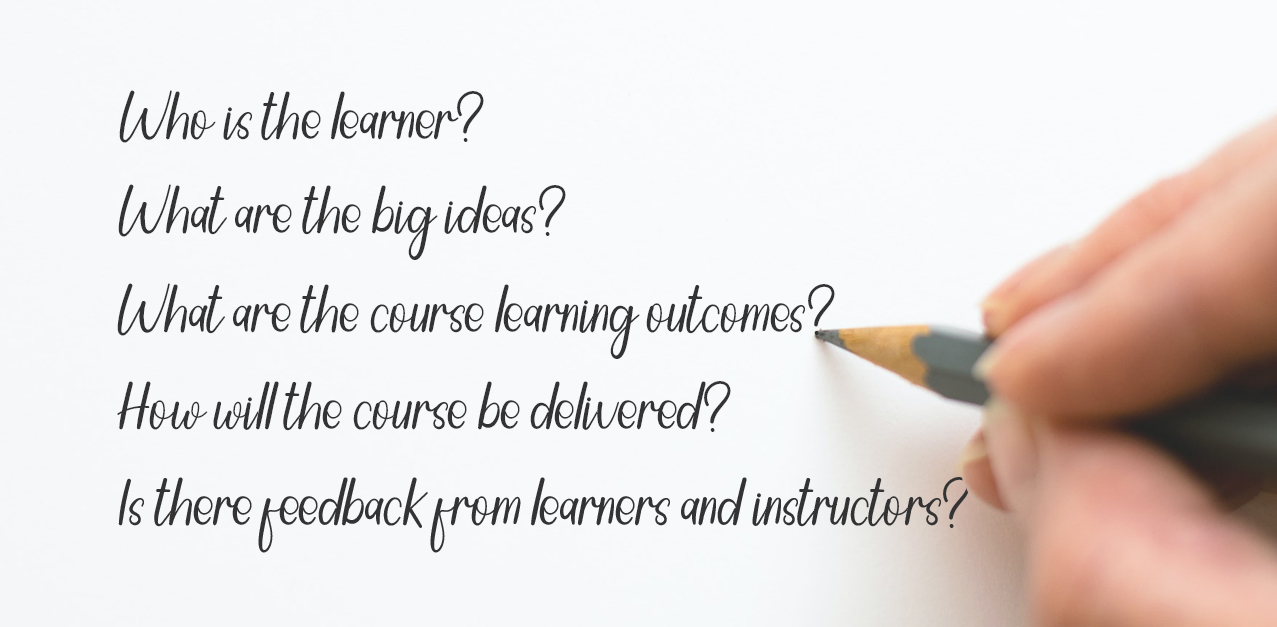 Who is the learner?
What are the big ideas?
What are the course learning outcomes?
How will the course be delivered?
Is there feedback from learners and instructors?